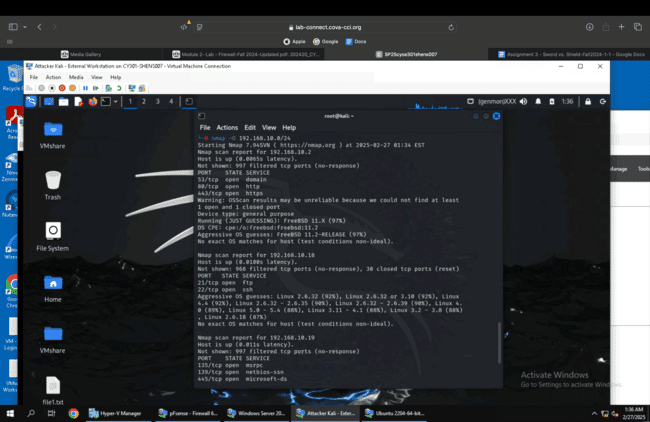 lab-connect.cova-cci.org
Apple Google Docs
Media Gallery
Module 2- Lab - Firewall-Fall 2024-Updated.pdf: 202420_CY...
SP25cyse301shens007
Assignment 3 - Sword vs. Shield-Fall2024-1-1 - Google Docs
Attacker Kali - External Workstation on CY301-SHENS007 - Virtual Machine Connection
File Action Media View Help
1 2 3 4
(genmon)XXX 1:36
Recycle
VMshare
Trash
File System
Home
VMshare
file1.txt
root@kali: ~
File Actions Edit View Help
nmap -O 192.168.10.0/24
Starting Nmap 7.94SVN ( https://nmap.org ) at 2025-02-27 01:34 EST
Nmap scan report for 192.168.10.2
Host is up (0.0065s latency).
Not shown: 997 filtered tcp ports (no-response)
PORT STATE SERVICE
53/tcp open domain
80/tcp open http
443/tcp open https
Warning: OSScan results may be unreliable because we could not find at least
1 open and 1 closed port
Device type: general purpose
Running (JUST GUESSING): FreeBSD 11.X (97%)
OS CPE: cpe:/o:freebsd:freebsd:11.2
Aggressive OS guesses: FreeBSD 11.2-RELEASE (97%)
No exact OS matches for host (test conditions non-ideal).
Nmap scan report for 192.168.10.18
Host is up (0.0100s latency).
Not shown: 968 filtered tcp ports (no-response), 30 closed tcp ports (reset)
PORT STATE SERVICE
21/tcp open ftp
22/tcp open ssh
Aggressive OS guesses: Linux 2.6.32 (92%), Linux 2.6.32 or 3.10 (92%), Linux
4.4 (92%), Linux 2.6.32 - 2.6.35 (90%), Linux 2.6.32 - 2.6.39 (90%), Linux 4.
0 (89%), Linux 5.0 - 5.4 (88%), Linux 3.11 - 4.1 (88%), Linux 3.2 - 3.8 (88%)
, Linux 2.6.18 (87%)
No exact OS matches for host (test conditions non-ideal).
Nmap scan report for 192.168.10.19
Host is up (0.011s latency).
Not shown: 997 filtered tcp ports (no-response)
PORT STATE SERVICE
135/tcp open msrpc
139/tcp open netbios-ssn
445/tcp open microsoft-ds
Manage Tools
Activate Windows
Go to Settings to activate Windows.
Hyper-V Manager
pFsense - Firewall 6...
Windows Server 20...
Attacker Kali - Exter...
Ubuntu 2204-64-bit...
1:36 AM
2/27/2025